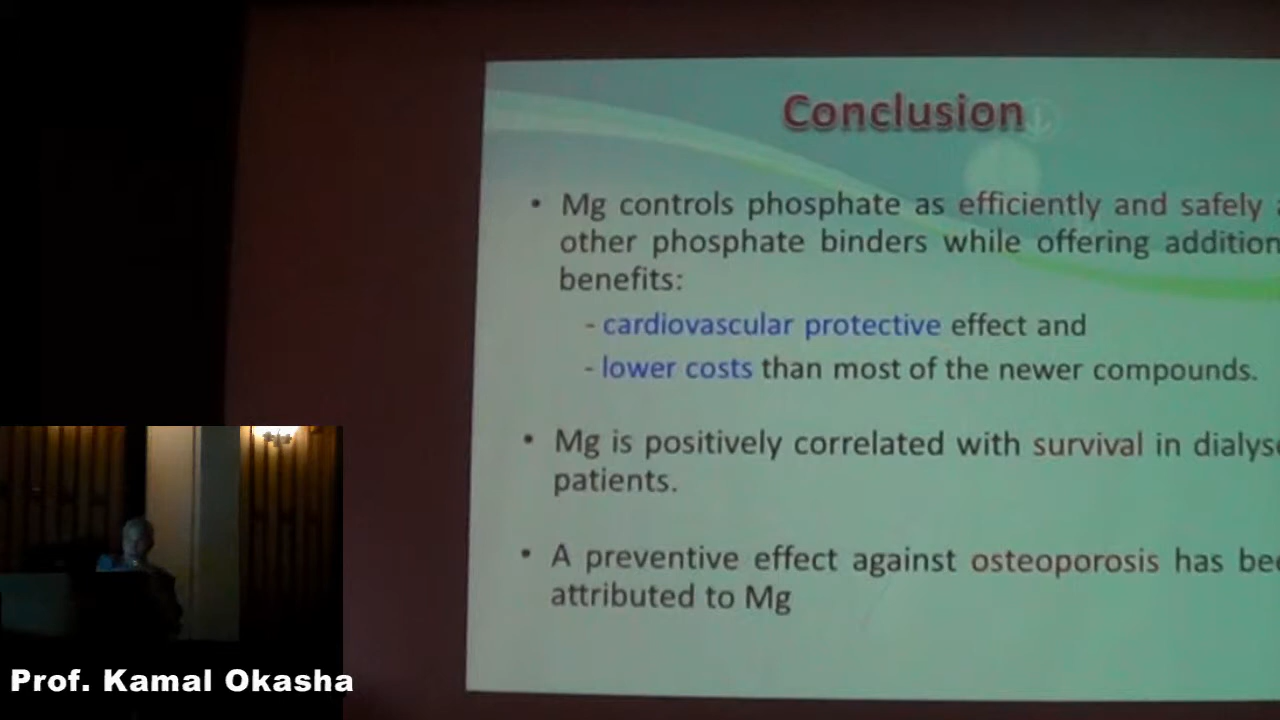 Conclusion
• Mg controls phosphate as efficiently and safely
other phosphate binders while offering
benefits:
- cardiovascular protective effect and
- lower costs than most of the newer compounds.
• Mg is positively correlated with survival in
patients.
• A preventive effect against osteoporosis has
attributed to Mg
Prof. Kamal Okasha